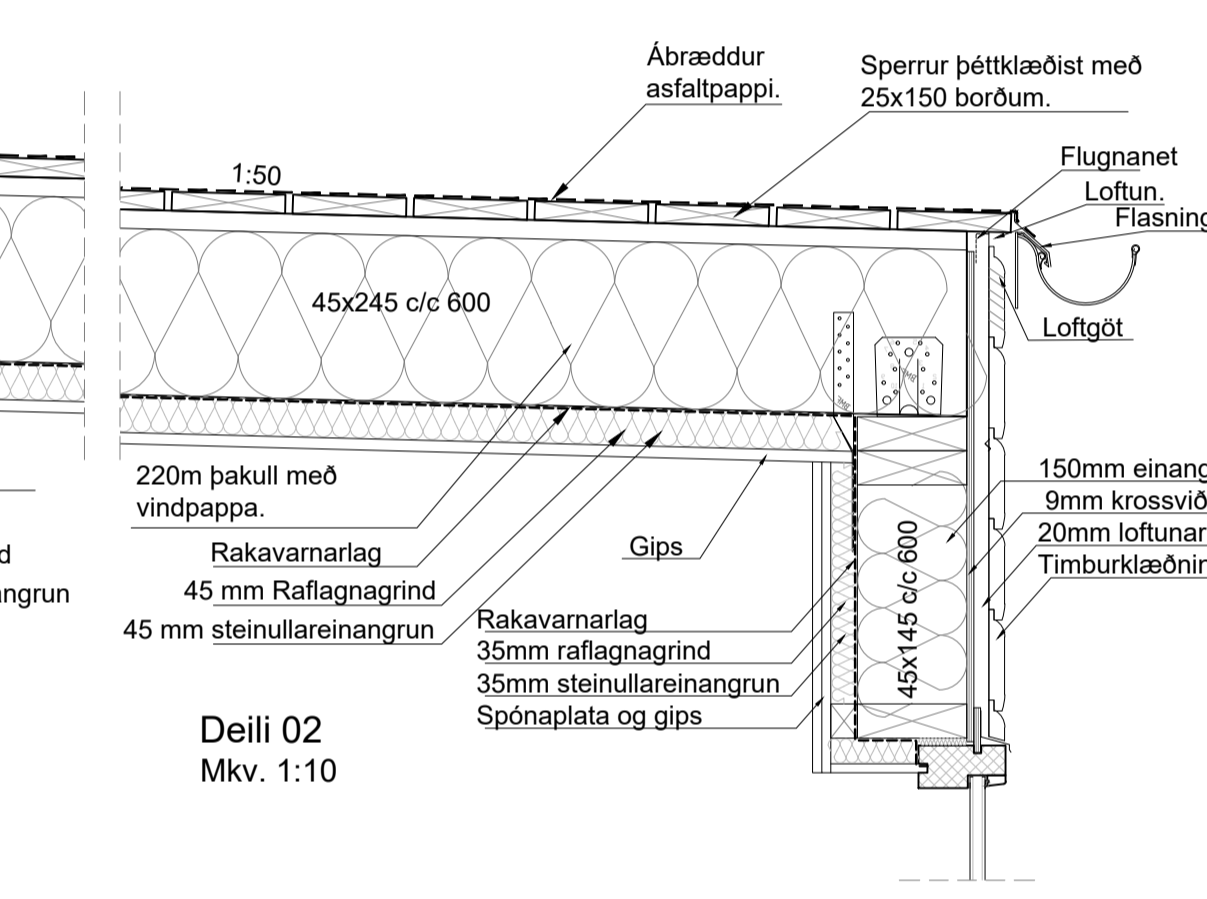 Ábræddur
asfaltpappi.
Sperrur þéttklæðist með
25x150 borðum.
Flugnanet
Loftun.
Flasning
1:50
45x245 c/c 600
Loftgöt
220m þakull með
vindpappa.
Rakavarnarlag
45 mm Raflagnagrind
45 mm steinullareinangrun
Gips
150mm einang
9mm krossvið
20mm loftunar
Timburklæðnin
d
angrun
Rakavarnarlag
35mm raflagnagrind
35mm steinullareinangrun
Spónaplata og gips
45x145 c/c 600
Deili 02
Mkv. 1:10